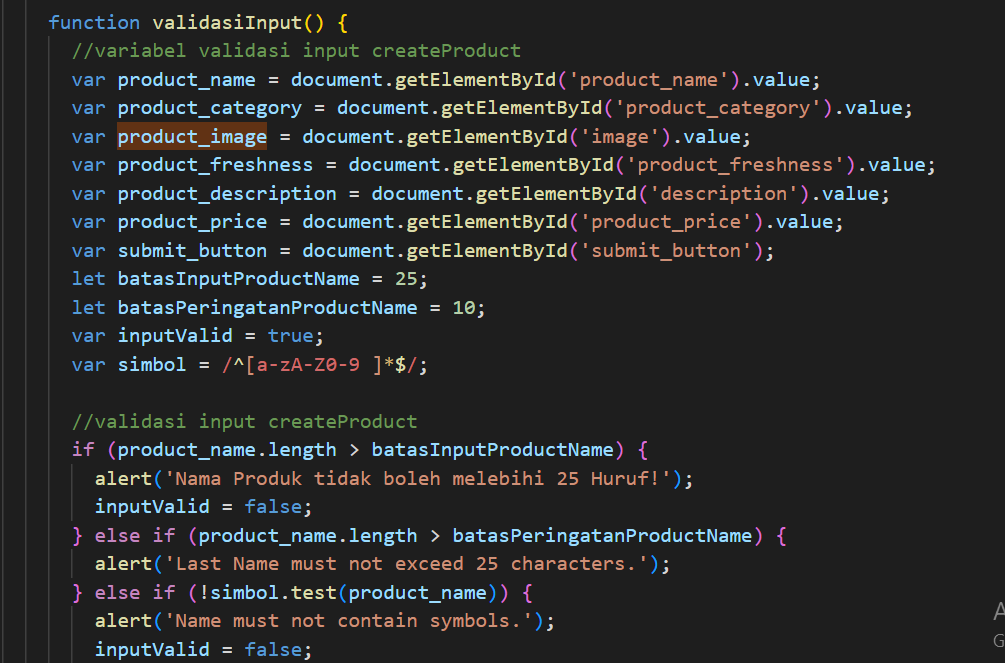 function validasiInput() {
//variabel validasi input createProduct
var product_name = document.getElementById('product_name').value;
var product_category = document.getElementById('product_category').value;
var product_image = document.getElementById('image').value;
var product_freshness = document.getElementById('product_freshness').value;
var product_description = document.getElementById('description').value;
var product_price = document.getElementById('product_price').value;
var submit_button = document.getElementById('submit_button');
let batasInputProductName = 25;
let batasPeringatanProductName = 10;
var inputValid = true;
var simbol = /^[a-zA-Z0-9 ]*$/;
//validasi input createProduct
if (product_name.length > batasInputProductName) {
alert('Nama Produk tidak boleh melebihi 25 Huruf!');
inputValid = false;
} else if (product_name.length > batasPeringatanProductName) {
alert('Last Name must not exceed 25 characters.');
} else if (!simbol.test(product_name)) {
alert('Name must not contain symbols.');
inputValid = false;